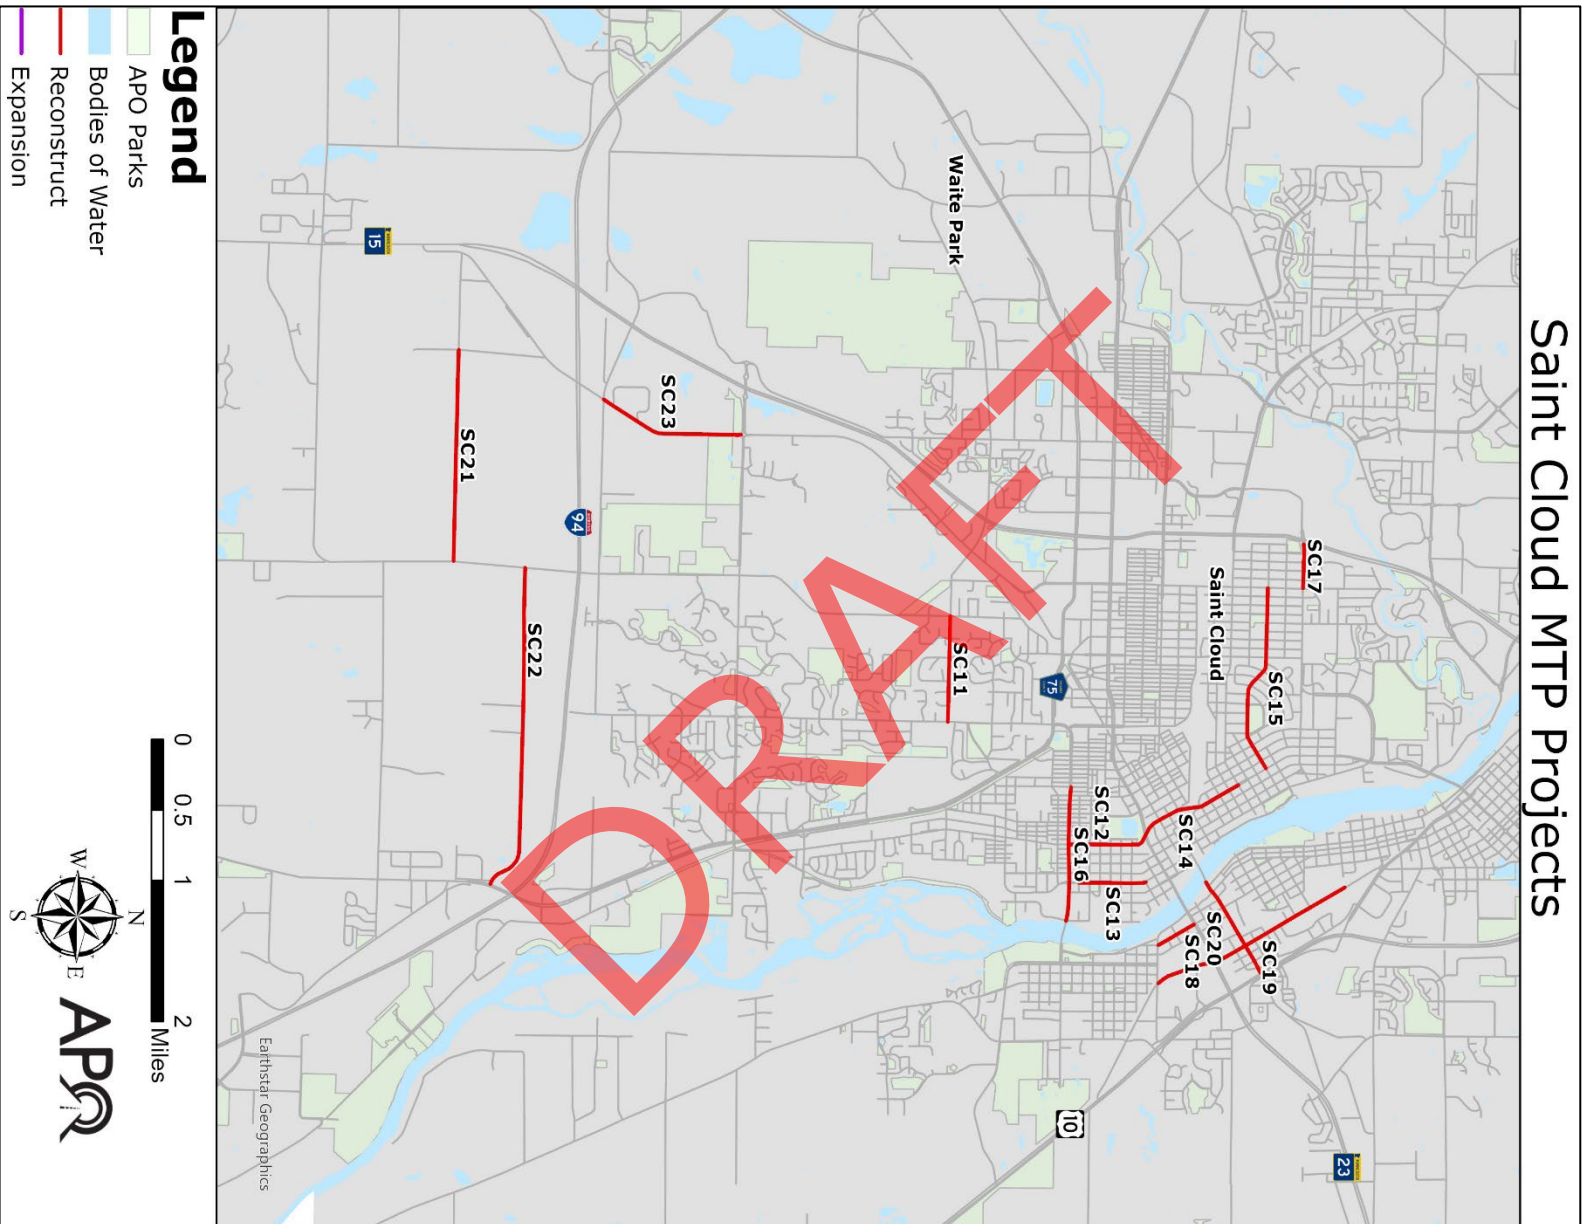 Saint Cloud MTP Projects
SC17
Saint Cloud
SC15
Waite Park
SC11
75
SC12
SC14
SC16
SC13
SC20
SC19
SC18
SC23
SC21
SC22
94
15
10
23
DRAFT
Earthstar Geographics
Legend
APO Parks
Bodies of Water
Reconstruct
Expansion
0 0.5 1 2 Miles
N
W E
S
APO